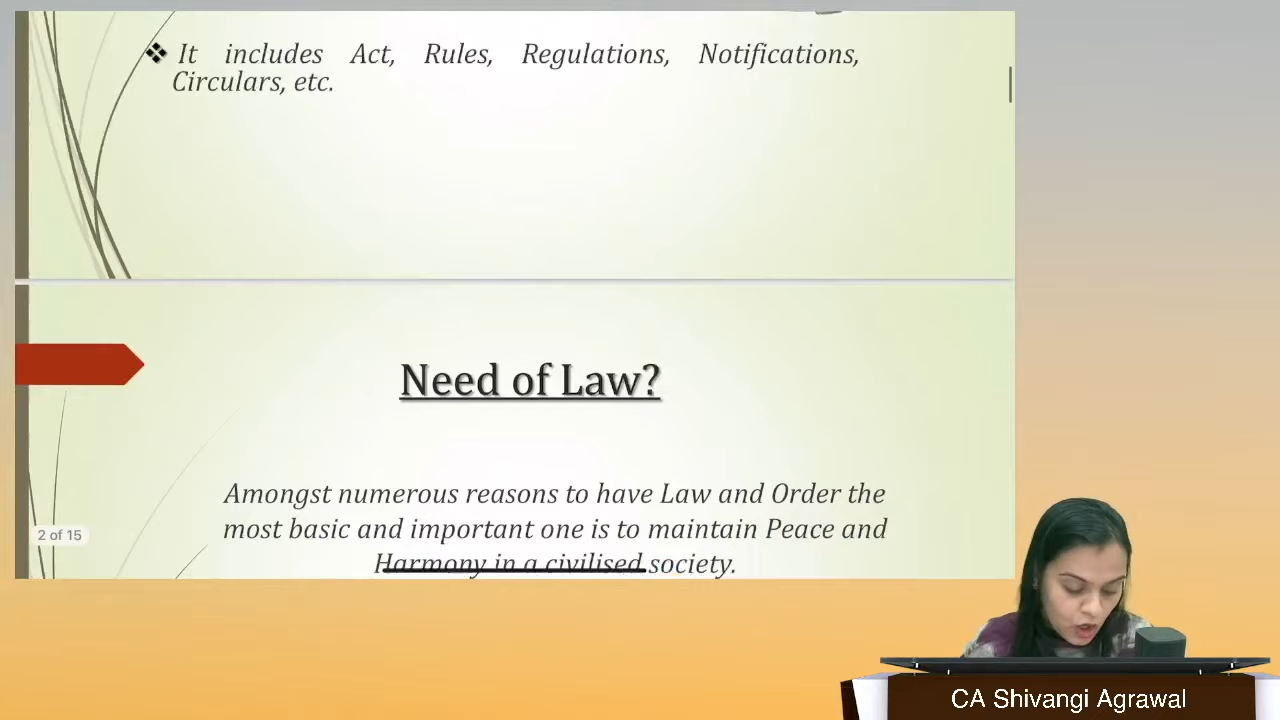 ❖ It includes Act, Rules, Regulations, Notifications,
Circulars, etc.
Need of Law?
Amongst numerous reasons to have Law and Order the
most basic and important one is to maintain Peace and
Harmony in a civilised society.
2 of 15
CA Shivangi Agrawal